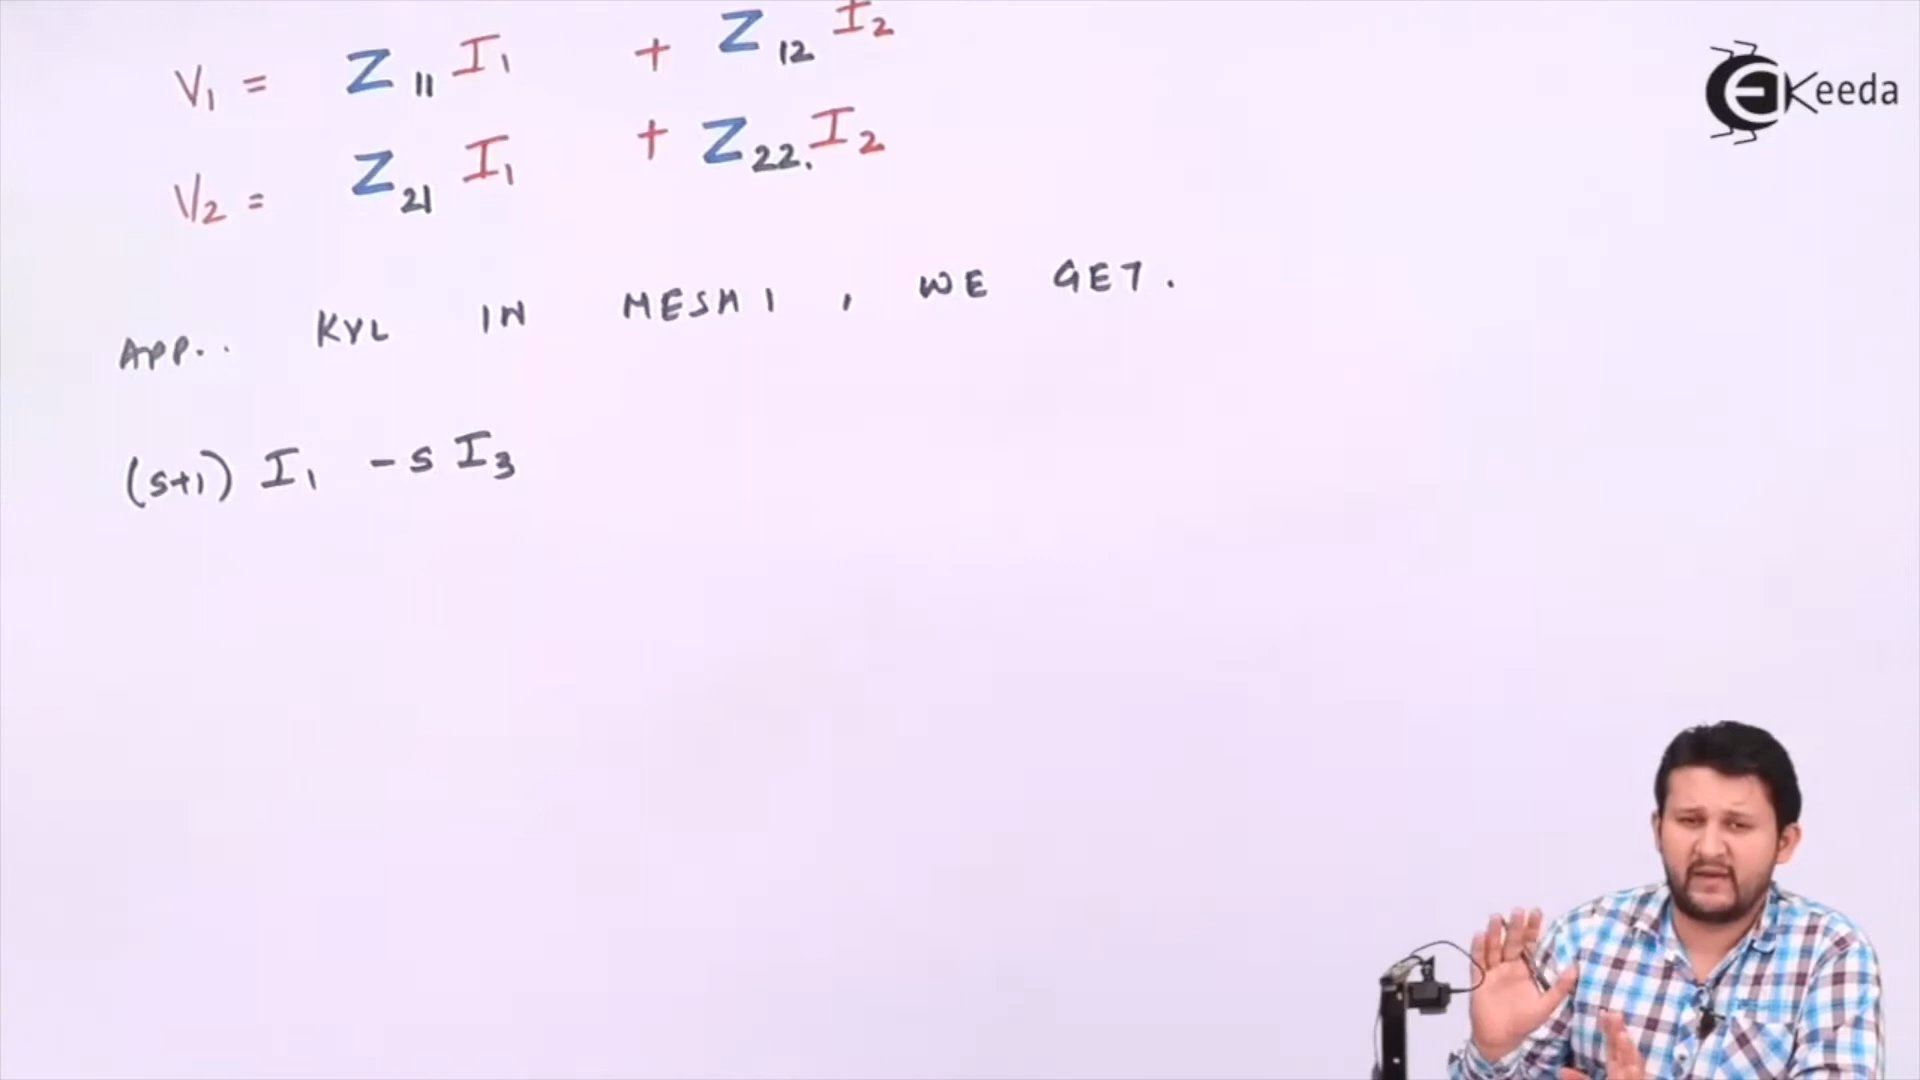 V₁ = Z₁₁ I₁ + Z₁₂ I₂
V₂ = Z₂₁ I₁ + Z₂₂. I₂
APP.. KVL IN MESH 1 , WE GET.
(s+1) I₁ - s I₃
EKeeda